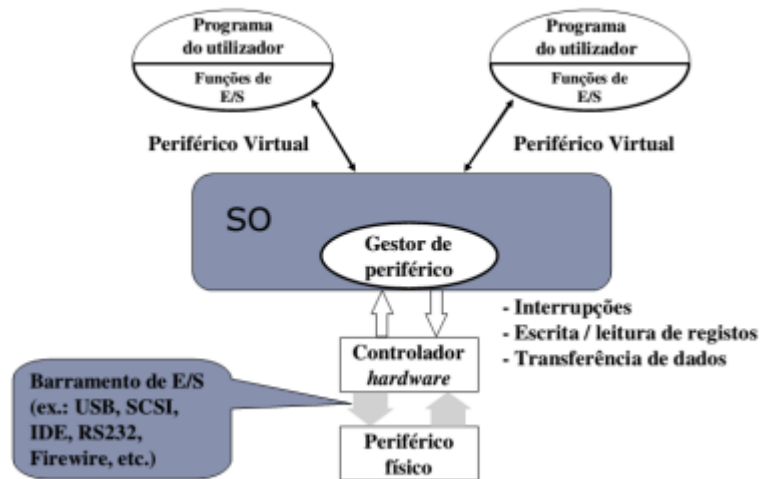 Programa
do utilizador
Funções de
E/S
Programa
do utilizador
Funções de
E/S
Periférico Virtual
Periférico Virtual
SO
Gestor de
periférico
- Interrupções
- Escrita / leitura de registos
- Transferência de dados
Controlador
hardware
Barramento de E/S
(ex.: USB, SCSI,
IDE, RS232,
Firewire, etc.)
Periférico
físico